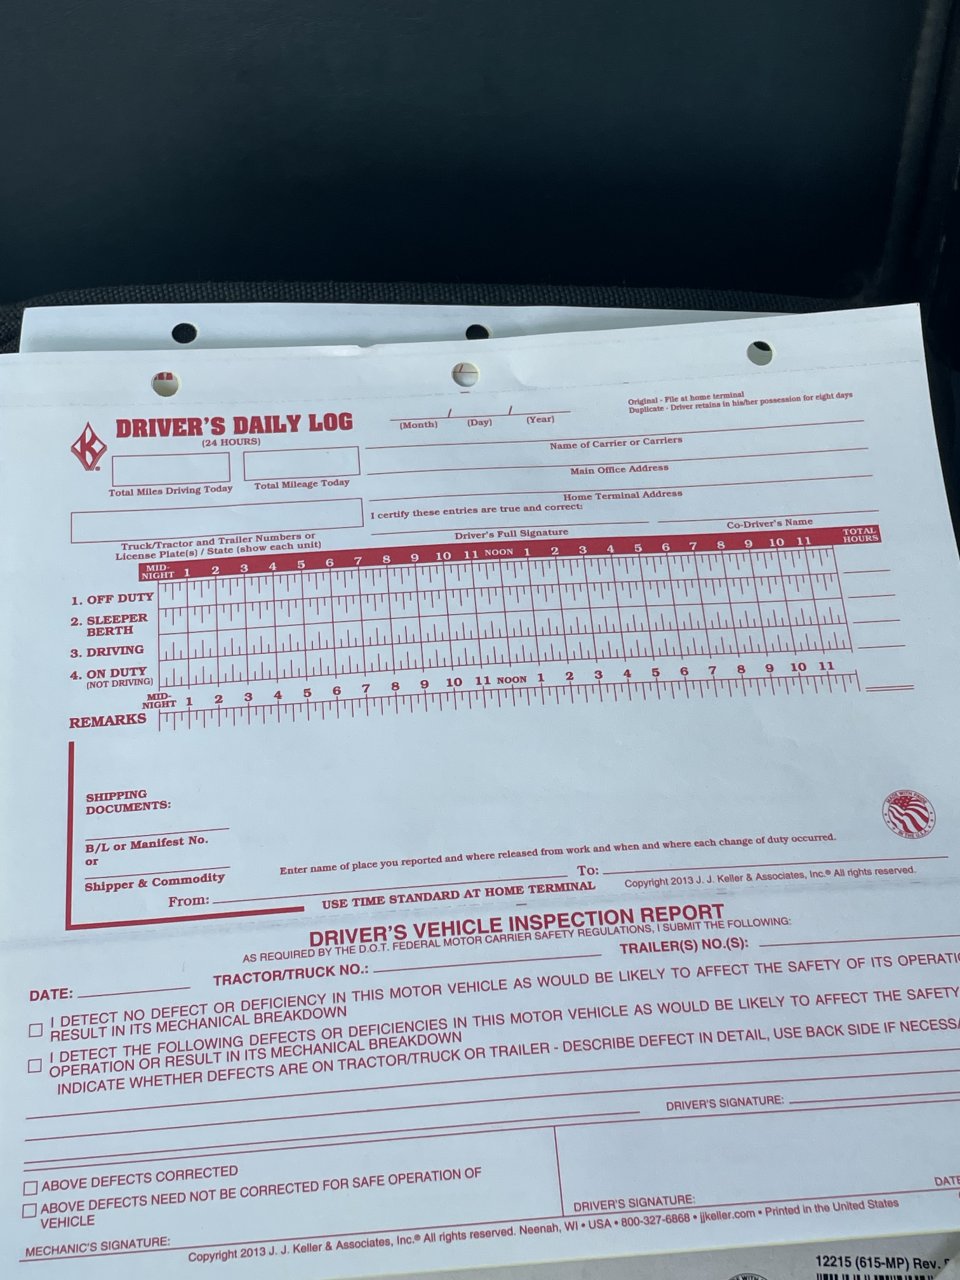 Original - File at home terminal
Duplicate - Driver retains in his/her possession for eight days
DRIVER'S DAILY LOG
(24 HOURS)
(Month) (Day) (Year)
Name of Carrier or Carriers
Main Office Address
Total Miles Driving Today Total Mileage Today
Home Terminal Address
I certify these entries are true and correct:
Driver's Full Signature Co-Driver's Name
Truck/Tractor and Trailer Numbers or
License Plate(s) / State (show each unit)
MID-NIGHT 1 2 3 4 5 6 7 8 9 10 11 NOON 1 2 3 4 5 6 7 8 9 10 11 TOTAL HOURS
1. OFF DUTY
2. SLEEPER
BERTH
3. DRIVING
4. ON DUTY
(NOT DRIVING)
MID-NIGHT 1 2 3 4 5 6 7 8 9 10 11 NOON 1 2 3 4 5 6 7 8 9 10 11
REMARKS
SHIPPING
DOCUMENTS:
B/L or Manifest No.
or
Shipper & Commodity
Enter name of place you reported and where released from work and when and where each change of duty occurred.
From: To:
USE TIME STANDARD AT HOME TERMINAL
Copyright 2013 J. J. Keller & Associates, Inc.® All rights reserved.
DRIVER'S VEHICLE INSPECTION REPORT
AS REQUIRED BY THE D.O.T. FEDERAL MOTOR CARRIER SAFETY REGULATIONS, I SUBMIT THE FOLLOWING:
DATE: TRACTOR/TRUCK NO.: TRAILER(S) NO.(S):
I DETECT NO DEFECT OR DEFICIENCY IN THIS MOTOR VEHICLE AS WOULD BE LIKELY TO AFFECT THE SAFETY OF ITS OPERATI
RESULT IN ITS MECHANICAL BREAKDOWN
I DETECT THE FOLLOWING DEFECTS OR DEFICIENCIES IN THIS MOTOR VEHICLE AS WOULD BE LIKELY TO AFFECT THE SAFETY
OPERATION OR RESULT IN ITS MECHANICAL BREAKDOWN
INDICATE WHETHER DEFECTS ARE ON TRACTOR/TRUCK OR TRAILER - DESCRIBE DEFECT IN DETAIL, USE BACK SIDE IF NECESSA
DRIVER'S SIGNATURE:
ABOVE DEFECTS CORRECTED
ABOVE DEFECTS NEED NOT BE CORRECTED FOR SAFE OPERATION OF
VEHICLE
MECHANIC'S SIGNATURE:
DRIVER'S SIGNATURE: DATE
Copyright 2013 J. J. Keller & Associates, Inc.® All rights reserved. Neenah, WI • USA • 800-327-6868 • jjkeller.com • Printed in the United States
12215 (615-MP) Rev.